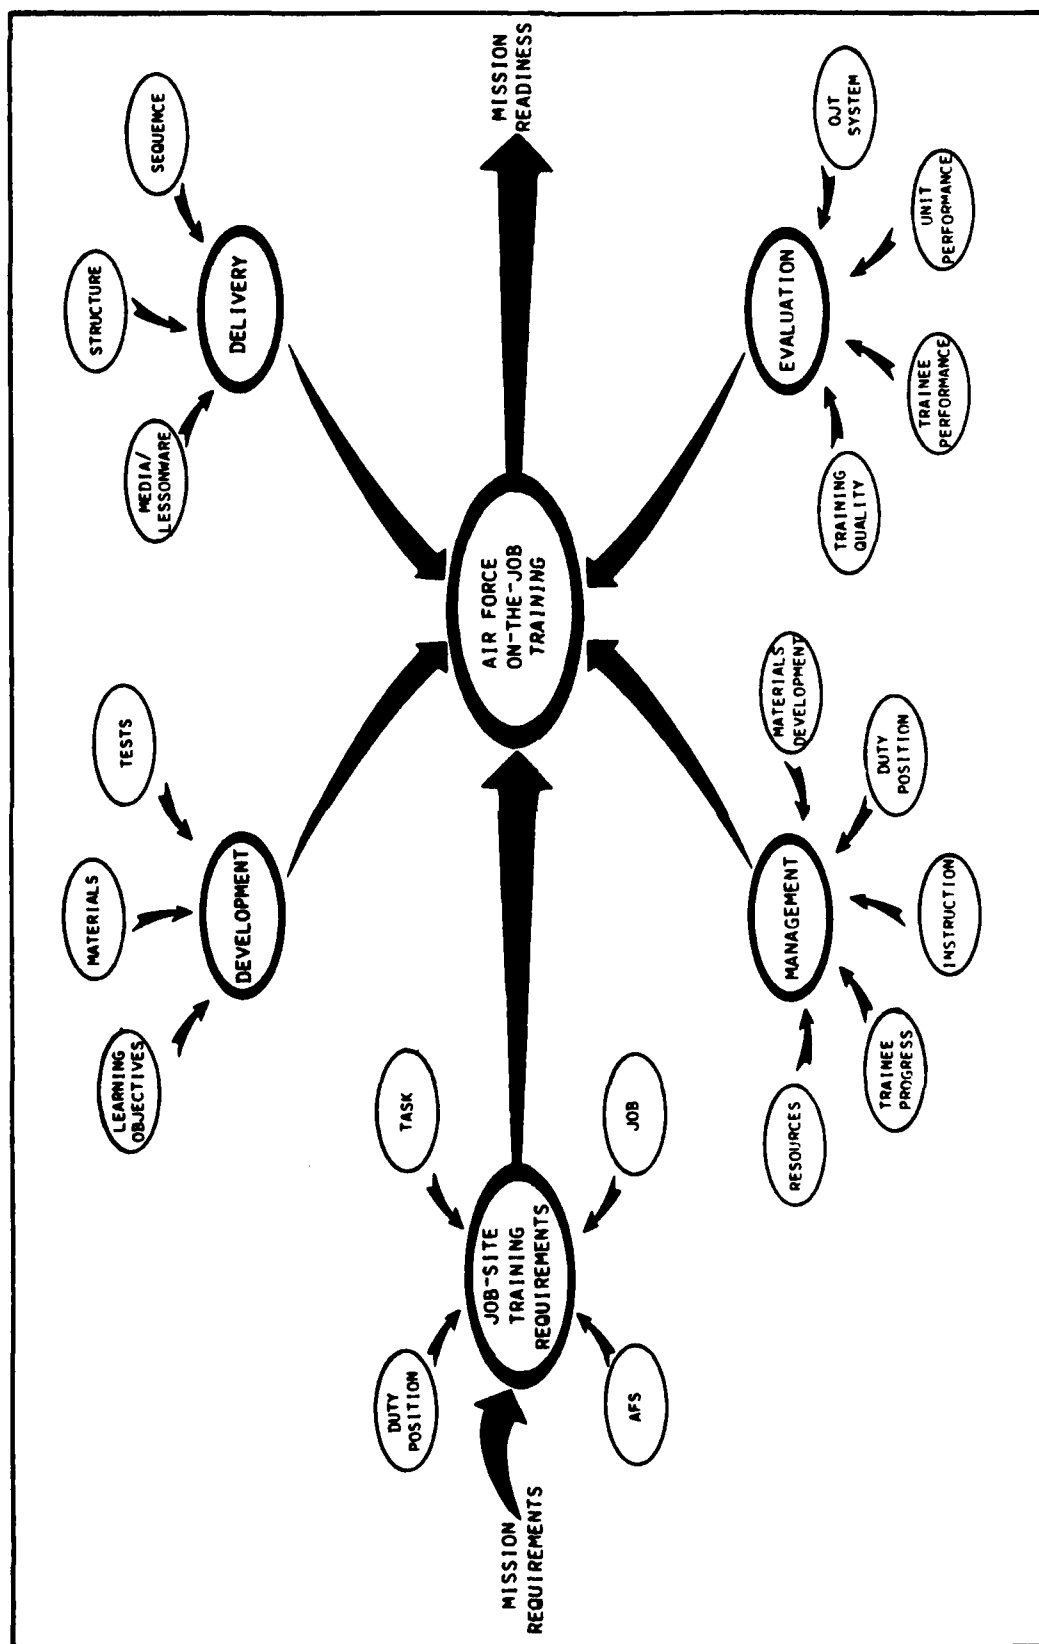 MISSION
REQUIREMENTS
DUTY
POSITION
TASK
AFS
JOB
JOB-SITE
TRAINING
REQUIREMENTS
LEARNING
OBJECTIVES
MATERIALS
TESTS
DEVELOPMENT
MEDIA/
LESSONWARE
STRUCTURE
SEQUENCE
DELIVERY
AIR FORCE
ON-THE-JOB
TRAINING
MISSION
READINESS
MANAGEMENT
RESOURCES
TRAINEE
PROGRESS
INSTRUCTION
DUTY
POSITION
MATERIALS
DEVELOPMENT
EVALUATION
TRAINING
QUALITY
TRAINEE
PERFORMANCE
UNIT
PERFORMANCE
OJT
SYSTEM